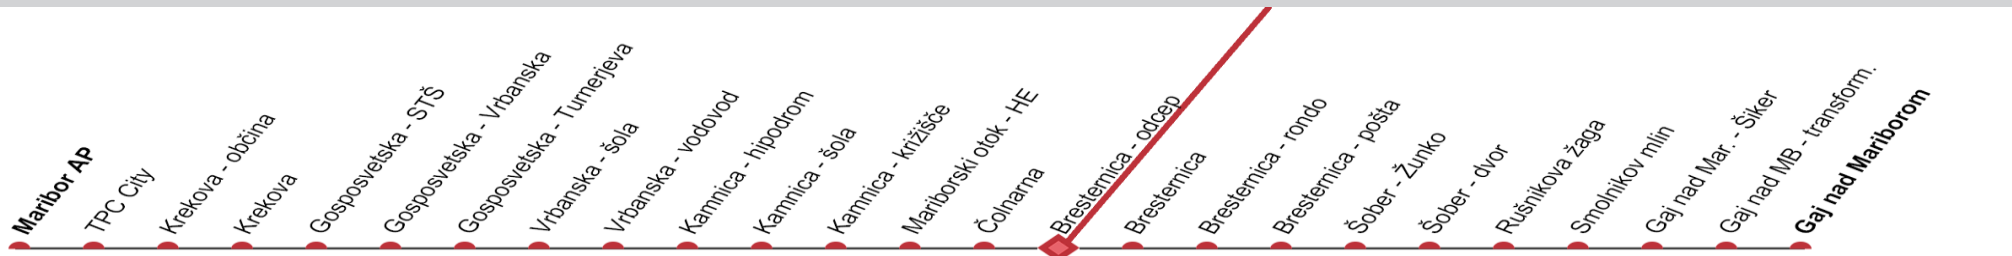 Maribor AP
TPC City
Krekova - občina
Krekova
Gosposvetska - STŠ
Gosposvetska - Vrbanska
Gosposvetska - Turnerjeva
Vrbanska - šola
Vrbanska - vodovod
Kamnica - hipodrom
Kamnica - šola
Kamnica - križišče
Mariborski otok - HE
Čolnarna
Bresternica - odcep
Bresternica
Bresternica - rondo
Bresternica - pošta
Šober - Žunko
Šober - dvor
Rušnikova žaga
Smolnikov mlin
Gaj nad Mar. - Šiker
Gaj nad MB - transform.
Gaj nad Mariborom